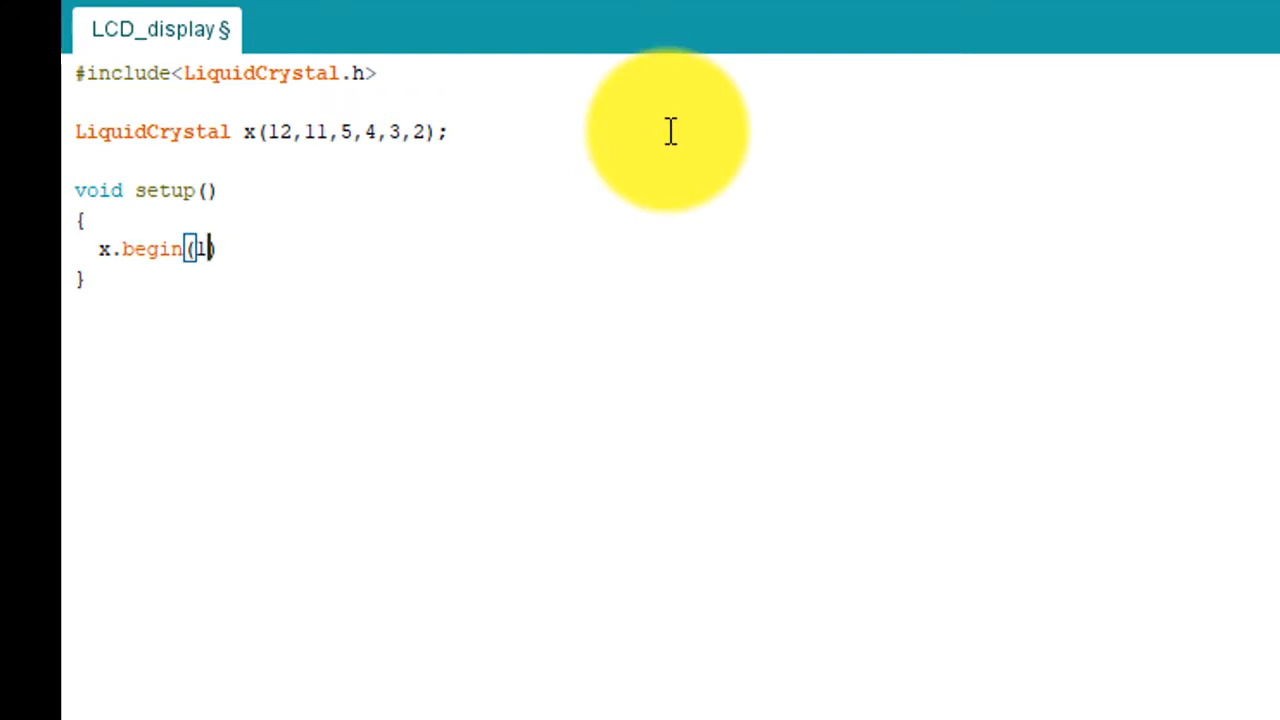 LCD_display§
#include<LiquidCrystal.h>
LiquidCrystal x(12,11,5,4,3,2);
void setup()
{
x.begin(1)
}